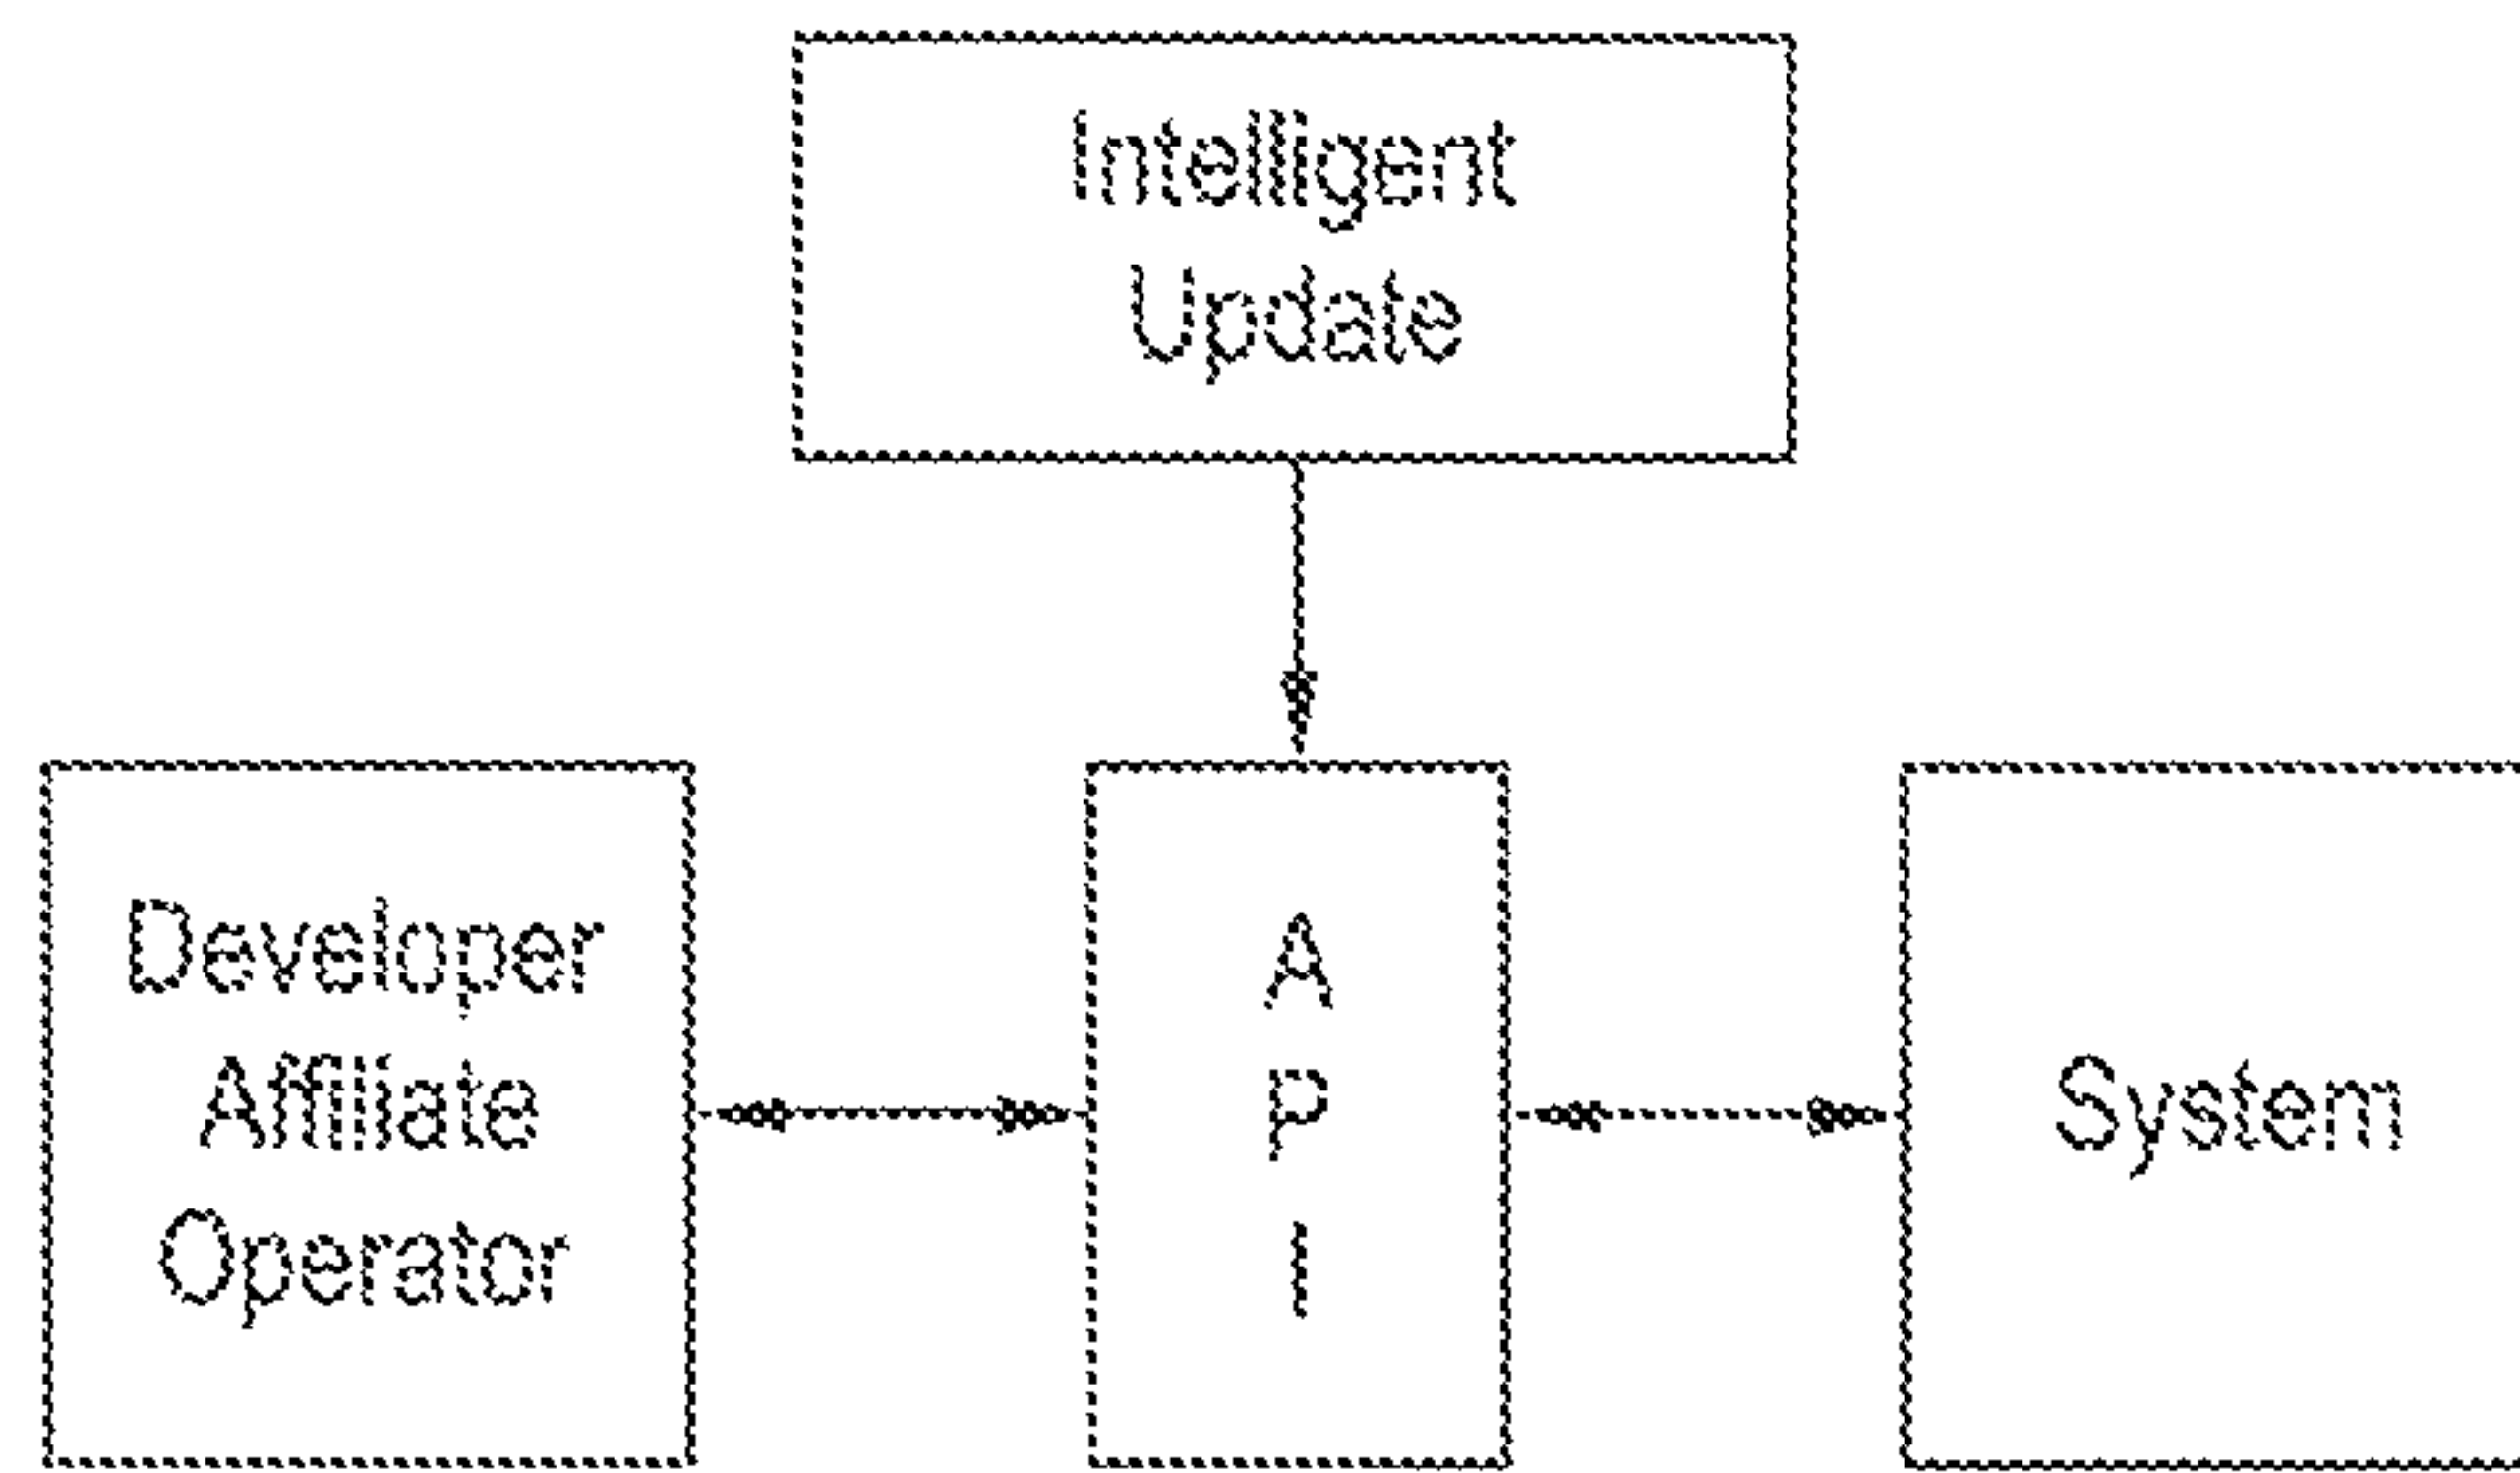 Intelligent
Update
Developer
Affiliate
Operator
A
P
I
System